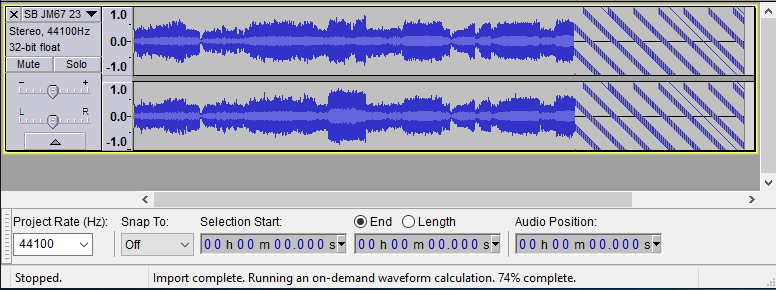 SB JM67 23
Stereo, 44100Hz
32-bit float
Mute Solo
- +
L R
1.0
0.0-
-1.0
1.0
0.0-
-1.0
Project Rate (Hz): Snap To: Selection Start: End Length Audio Position:
44100 Off 00 h 00 m 00.000 s 00 h 00 m 00.000 s 00 h 00 m 00.000 s
Stopped. Import complete. Running an on-demand waveform calculation. 74% complete.